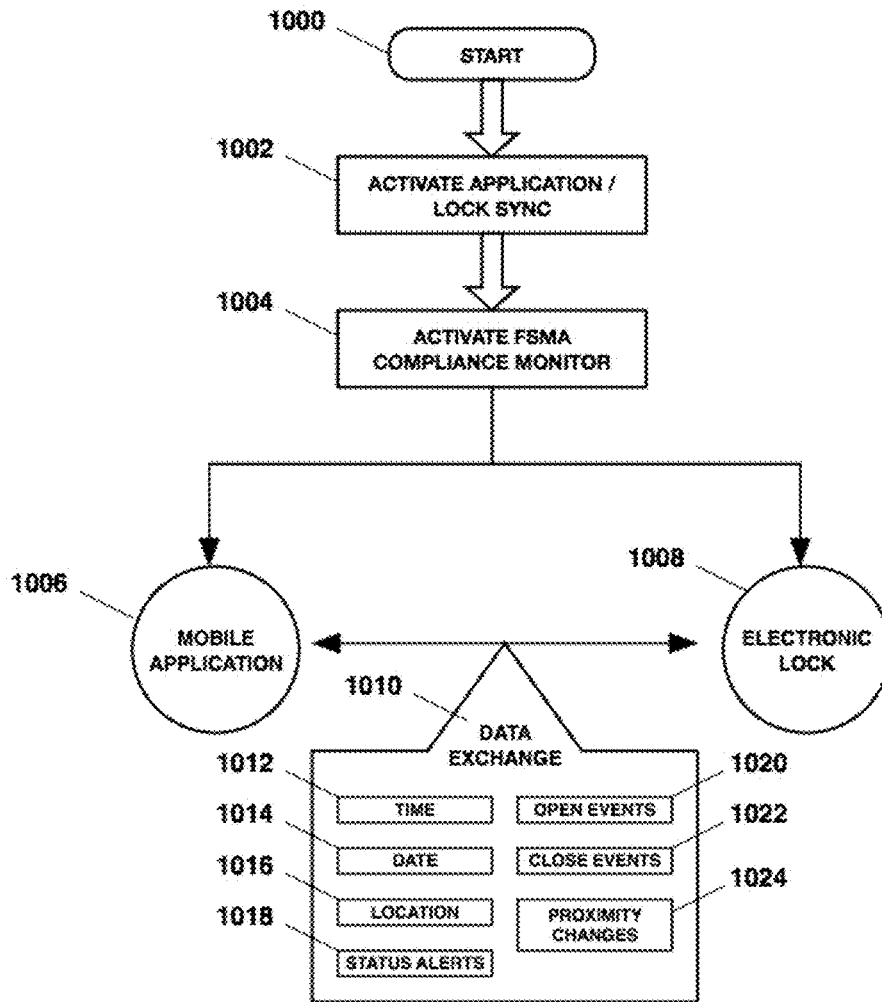 1000
START
1002
ACTIVATE APPLICATION /
LOCK SYNC
1004
ACTIVATE FSMA
COMPLIANCE MONITOR
1006
MOBILE
APPLICATION
1008
ELECTRONIC
LOCK
1010
DATA
EXCHANGE
1012
TIME
1014
DATE
1016
LOCATION
1018
STATUS ALERTS
1020
OPEN EVENTS
1022
CLOSE EVENTS
1024
PROXIMITY
CHANGES